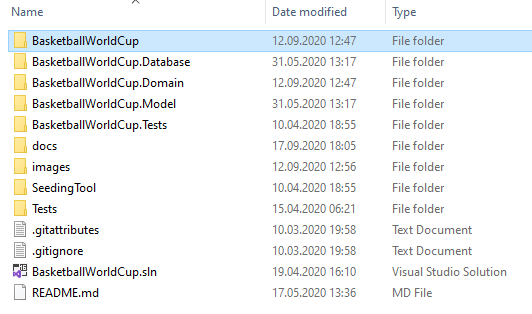 Name Date modified Type
BasketballWorldCup 12.09.2020 12:47 File folder
BasketballWorldCup.Database 31.05.2020 13:17 File folder
BasketballWorldCup.Domain 12.09.2020 12:47 File folder
BasketballWorldCup.Model 31.05.2020 13:17 File folder
BasketballWorldCup.Tests 10.04.2020 18:55 File folder
docs 17.09.2020 18:05 File folder
images 12.09.2020 12:56 File folder
SeedingTool 10.04.2020 18:55 File folder
Tests 15.04.2020 06:21 File folder
.gitattributes 10.03.2020 19:58 Text Document
.gitignore 10.03.2020 19:58 Text Document
BasketballWorldCup.sln 19.04.2020 16:10 Visual Studio Solution
README.md 17.05.2020 13:36 MD File